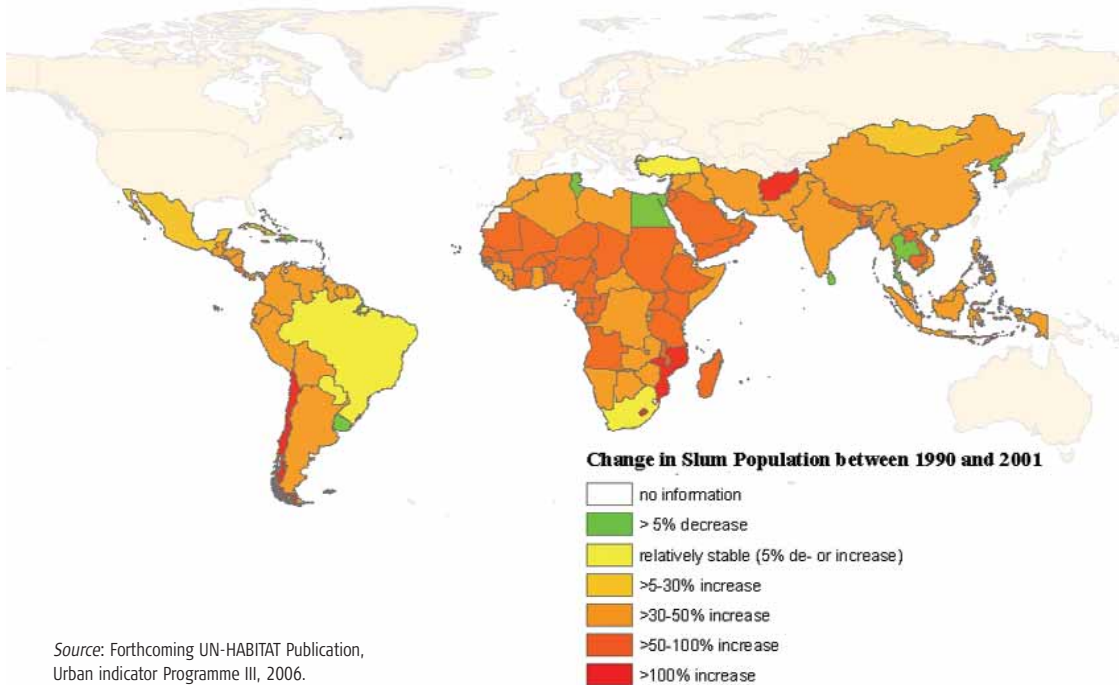 Change in Slum Population between 1990 and 2001
no information
> 5% decrease
relatively stable (5% de- or increase)
>5-30% increase
>30-50% increase
>50-100% increase
>100% increase
Source: Forthcoming UN-HABITAT Publication,
Urban indicator Programme III, 2006.